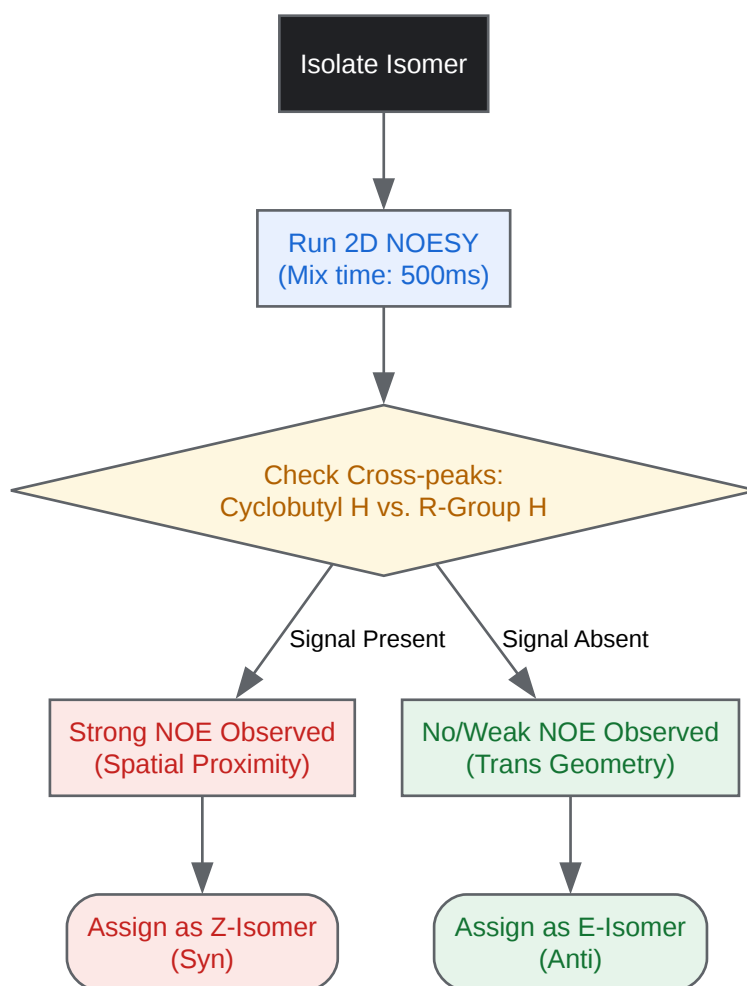 Isolate Isomer
Run 2D NOESY
(Mix time: 500ms)
Check Cross-peaks:
Cyclobutyl H vs. R-Group H
Signal Present
Signal Absent
Strong NOE Observed
(Spatial Proximity)
No/Weak NOE Observed
(Trans Geometry)
Assign as Z-Isomer
(Syn)
Assign as E-Isomer
(Anti)